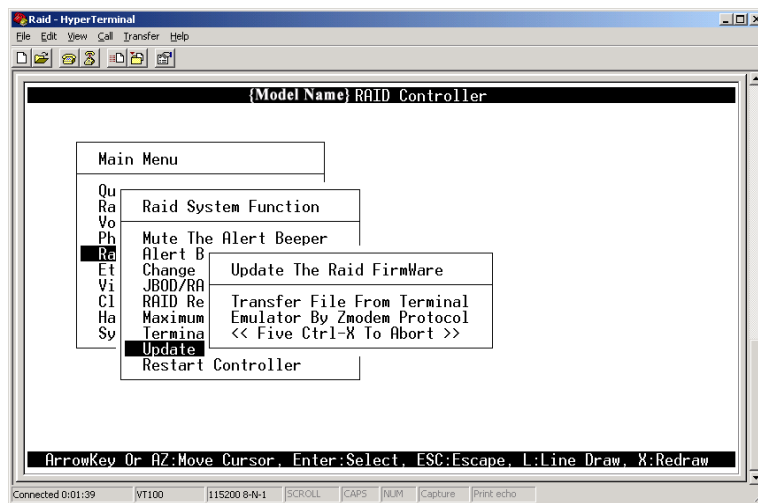 Raid - HyperTerminal
File Edit View Call Transfer Help
{Model Name} RAID Controller
Main Menu
Qu
Ra
Vo
Ph
Ra
Et
Vi
Cl
Ha
Sy
Raid System Function
Mute The Alert Beeper
Alert B
Change
JBOD/RA
RAID Re
Maximum
Termina
Update
Restart Controller
Update The Raid FirmWare
Transfer File From Terminal
Emulator By Zmodem Protocol
<< Five Ctrl-X To Abort >>
ArrowKey Or AZ:Move Cursor, Enter:Select, ESC:Escape, L:Line Draw, X:Redraw
Connected 0:01:39 VT100 115200 8-N-1 SCROLL CAPS NUM Capture Print echo